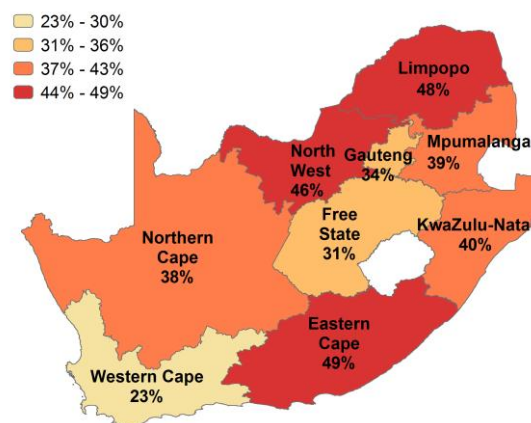 23% - 30%
31% - 36%
37% - 43%
44% - 49%
Limpopo
48%
Mpumalanga
39%
North
West
46%
Gauteng
34%
Free
State
31%
KwaZulu-Nata
40%
Northern
Cape
38%
Eastern
Cape
49%
Western Cape
23%